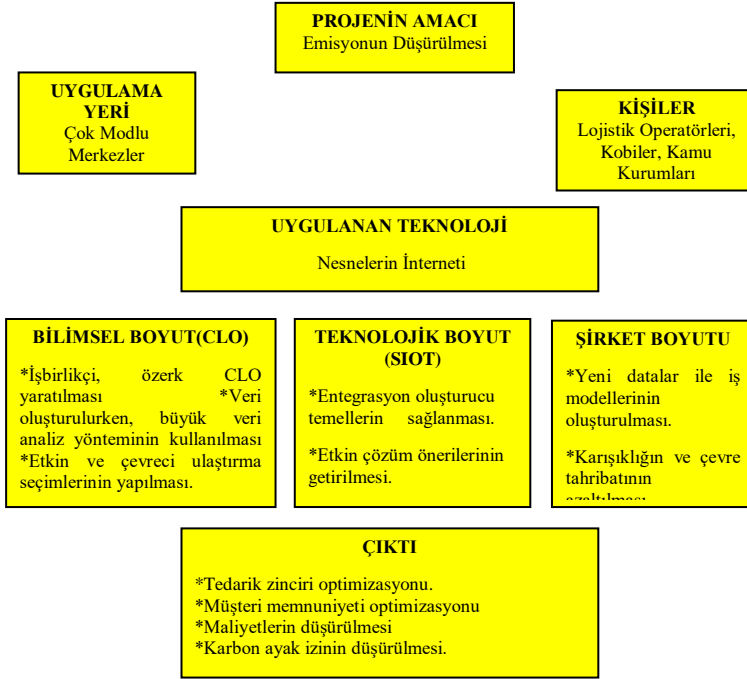 PROJENİN AMACI
Emisyonun Düşürülmesi
UYGULAMA
YERİ
Çok Modlu
Merkezler
KİŞİLER
Lojistik Operatörleri,
Kobiler, Kamu
Kurumları
UYGULANAN TEKNOLOJİ
Nesnelerin İnterneti
BİLİMSEL BOYUT(CLO)
*İşbirlikçi, özerk CLO
yaratılması *Veri
oluşturulurken, büyük veri
analiz yönteminin kullanılması
*Etkin ve çevreci ulaştırma
seçimlerinin yapılması.
TEKNOLOJİK BOYUT
(SIOT)
*Entegrasyon oluşturucu
temellerin sağlanması.
*Etkin çözüm önerilerinin
getirilmesi.
ŞİRKET BOYUTU
*Yeni datalar ile iş
modellerinin
oluşturulması.
*Karışıklığın ve çevre
tahribatının
azaltılması
ÇIKTI
*Tedarik zinciri optimizasyonu.
*Müşteri memnuniyeti optimizasyonu
*Maliyetlerin düşürülmesi
*Karbon ayak izinin düşürülmesi.